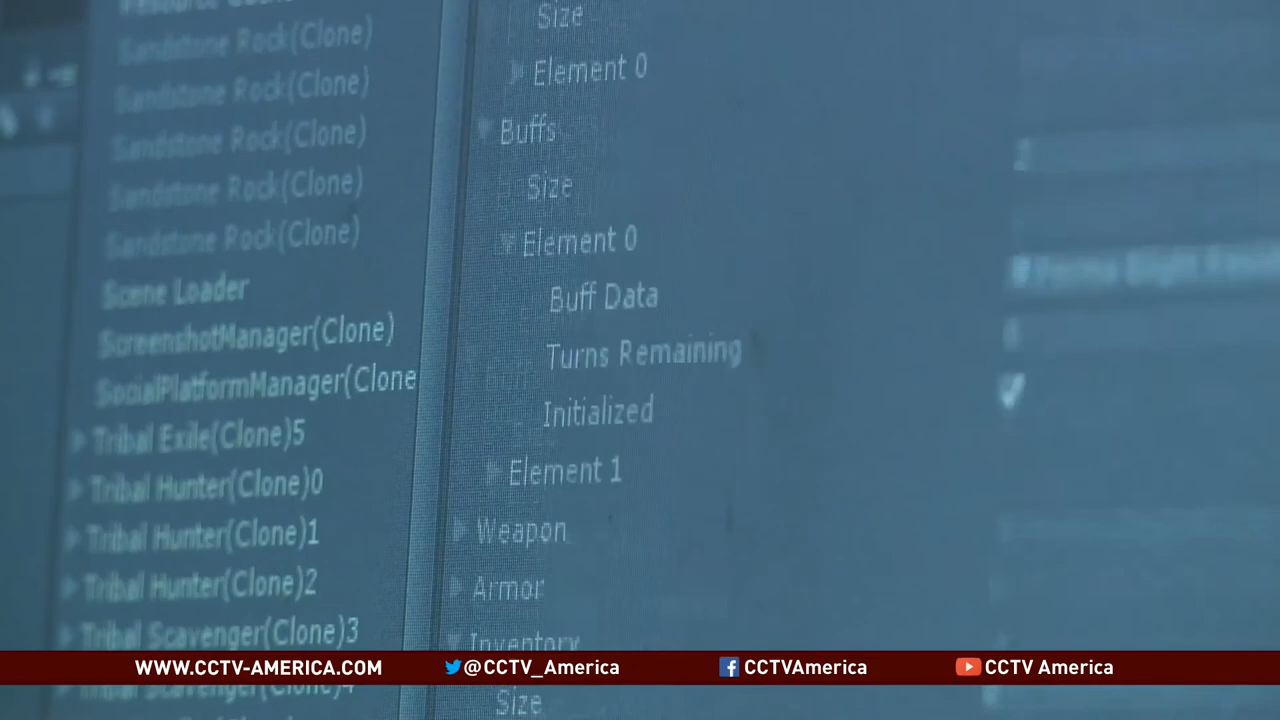 Sandstone Rock(Clone)
Sandstone Rock(Clone)
Sandstone Rock(Clone)
Sandstone Rock(Clone)
Sandstone Rock(Clone)
Scene Loader
ScreenshotManager(Clone)
SocialPlatformManager(Clone
Tribal Exile(Clone)5
Tribal Hunter(Clone)0
Tribal Hunter(Clone)1
Tribal Hunter(Clone)2
Tribal Scavenger(Clone)3
Size
Element 0
Buffs
Size
Element 0
Buff Data
Turns Remaining
Initialized
Element 1
Weapon
Armor
Inventory
Size
WWW.CCTV-AMERICA.COM @CCTV_America CCTVAmerica CCTV America